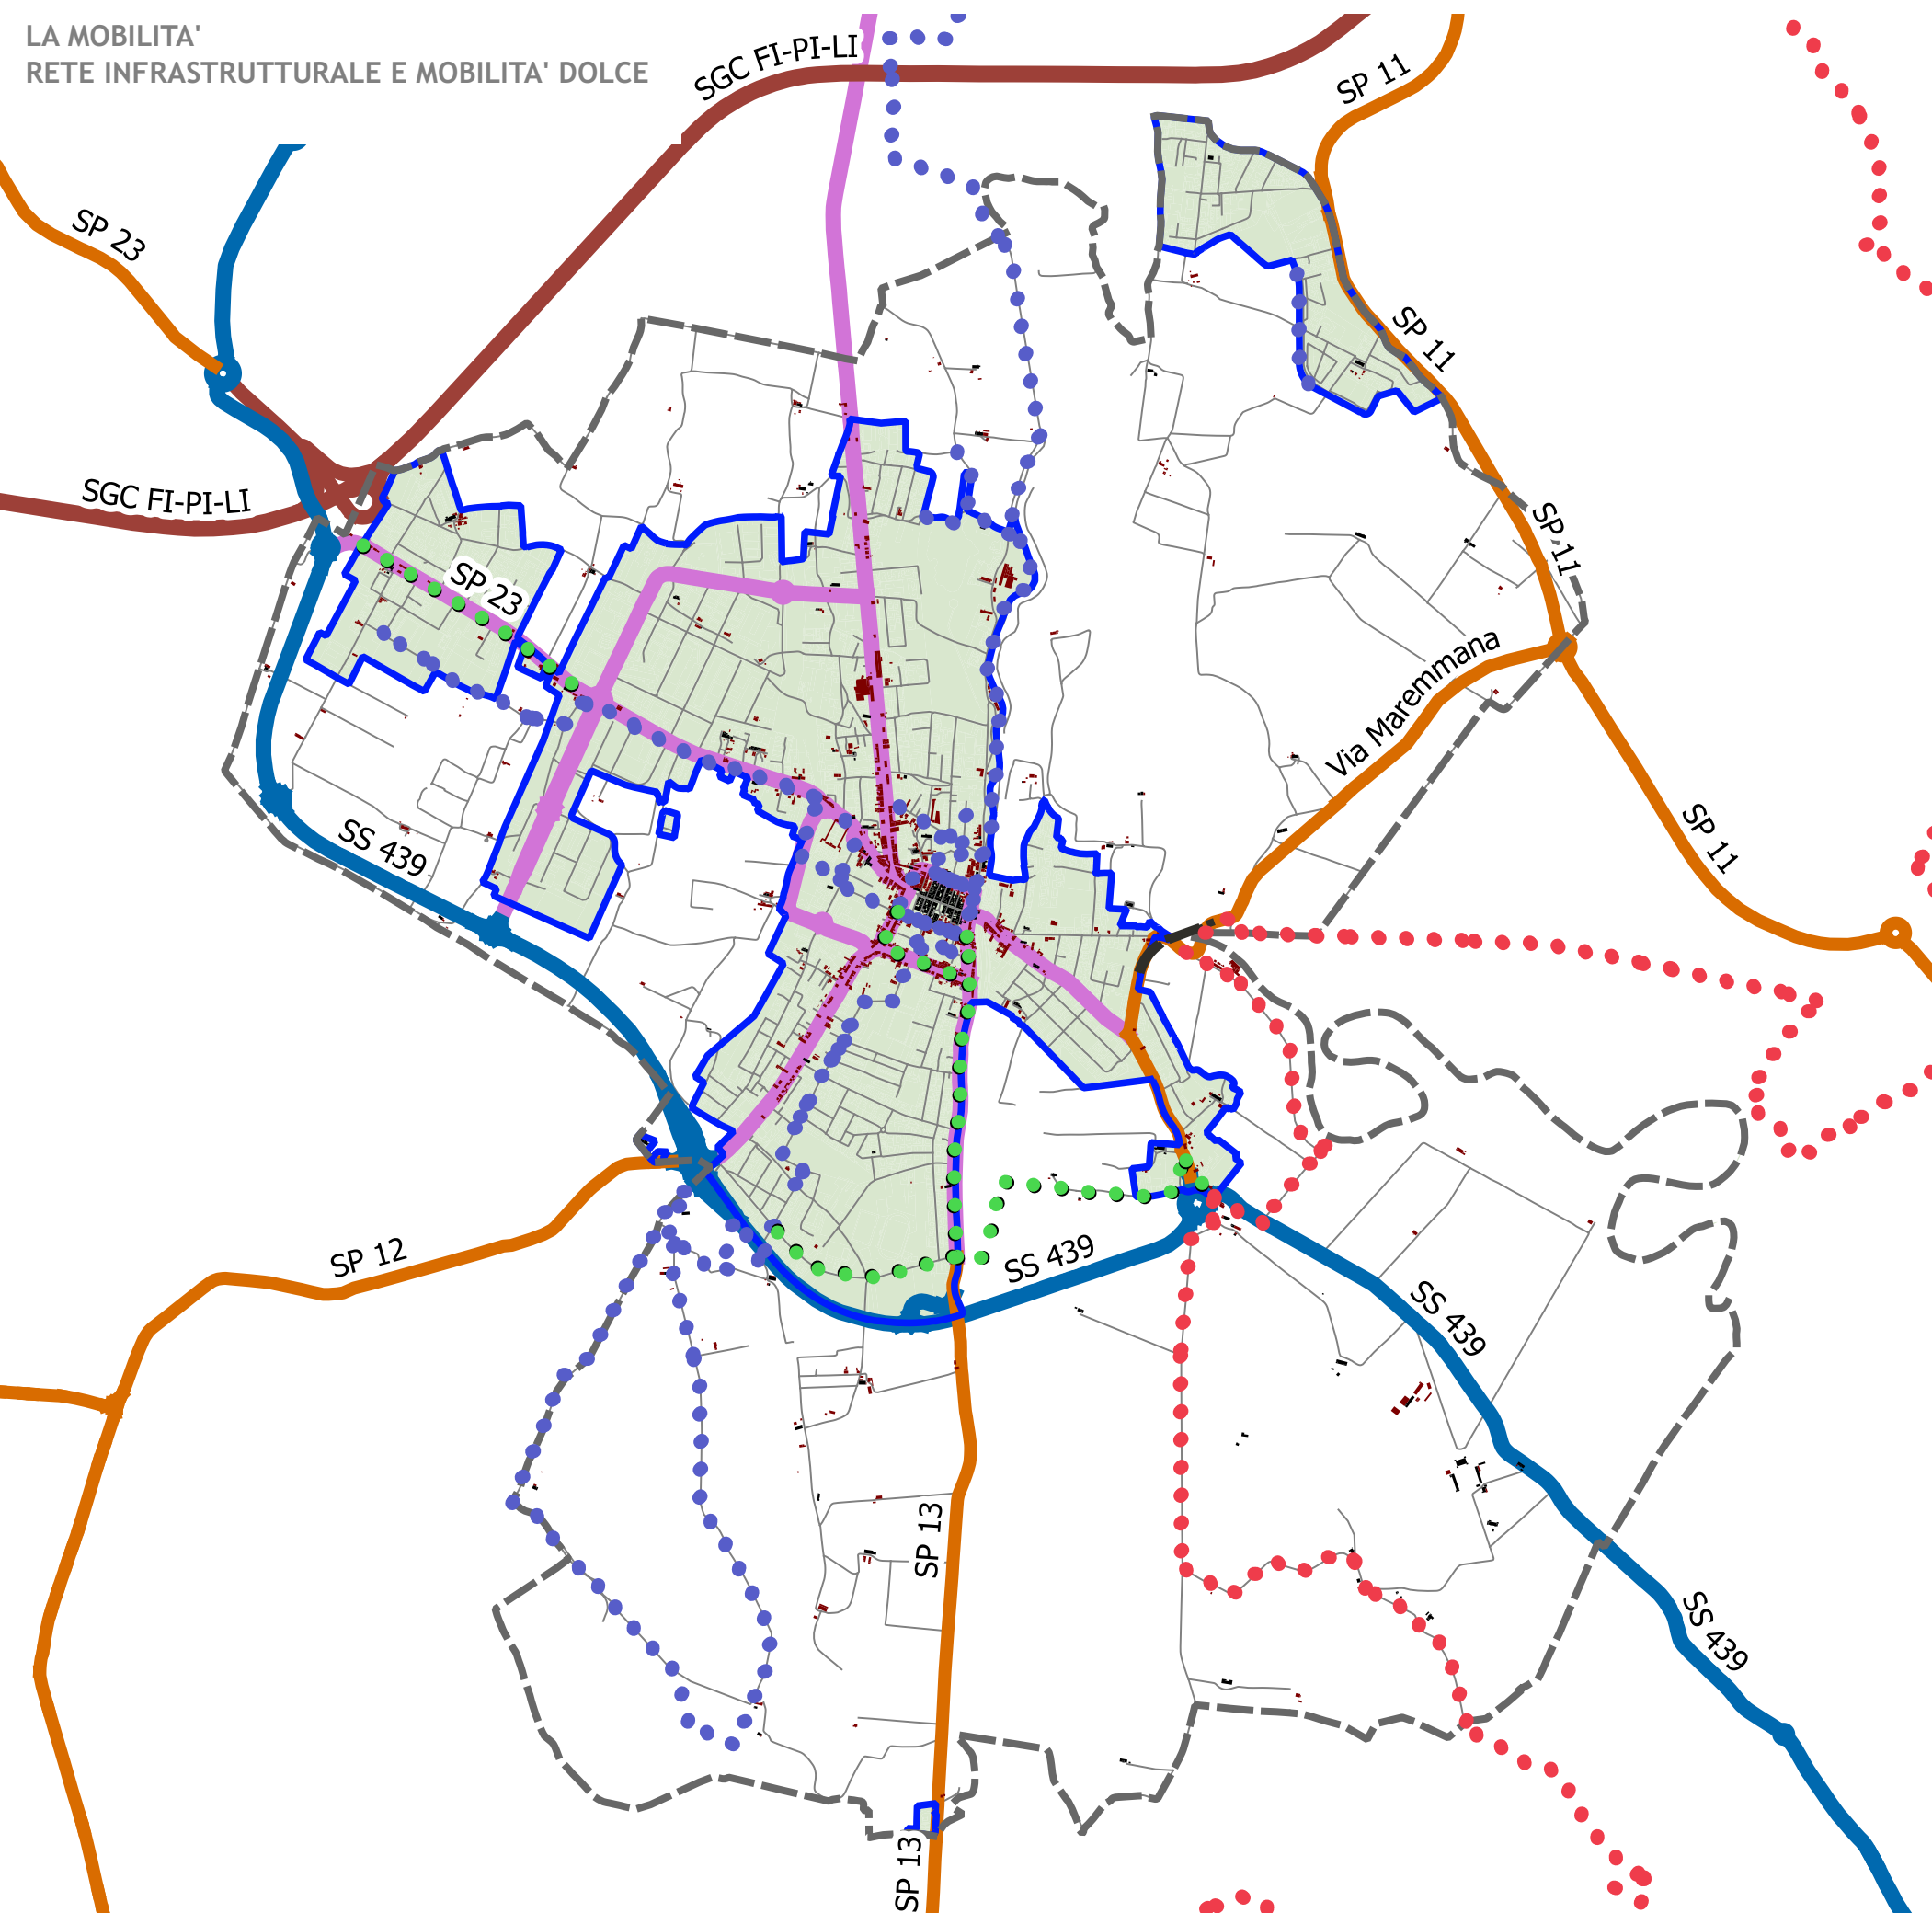 LA MOBILITA'
RETE INFRASTRUTTURALE E MOBILITA' DOLCE
SGC FI-PI-LI
SP 11
SP 23
SP 11
SGC FI-PI-LI
SP 11
SP 23
Via Maremmana
SS 439
SP 11
SP 12
SS 439
SS 439
SP 13
SS 439
SP 13